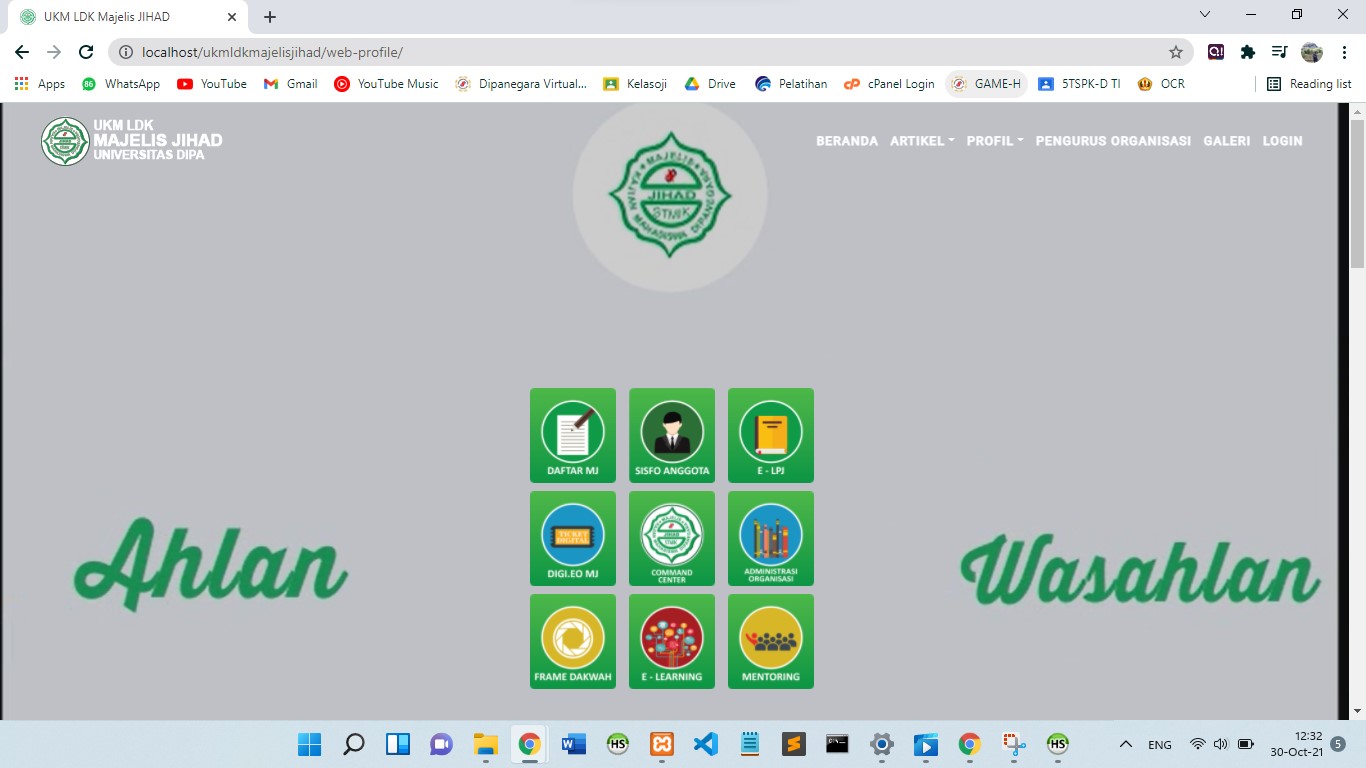 UKM LDK Majelis JIHAD
localhost/ukmldkmajelisjihad/web-profile/
Apps 86 WhatsApp YouTube Gmail YouTube Music Dipanegara Virtual... Kelasoji Drive Pelatihan cPanel Login GAME-H 5TSPK-D TI OCR Reading list
UKM LDK
MAJELIS JIHAD
UNIVERSITAS DIPA
BERANDA ARTIKEL PROFIL PENGURUS ORGANISASI GALERI LOGIN
MAJELIS
JIHAD
STMIK
KAJIAN MAHASISWA DIPANEGARA
DAFTAR MJ SISFO ANGGOTA E - LPJ
TICKET
DIGITAL
DIGI.EO MJ COMMAND
CENTER
ADMINISTRASI
ORGANISASI
Ahlan Wasahlan
FRAME DAKWAH E - LEARNING MENTORING
HS HS
ENG 12:32
30-Oct-21 5